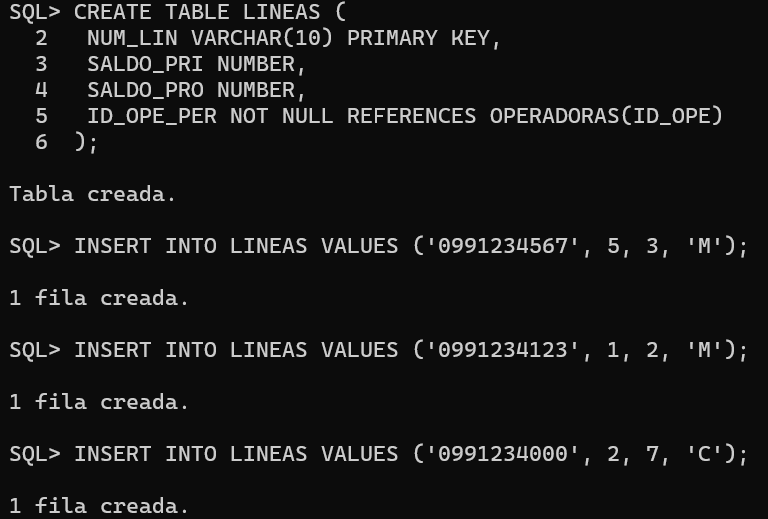 SQL> CREATE TABLE LINEAS (
  2   NUM_LIN VARCHAR(10) PRIMARY KEY,
  3   SALDO_PRI NUMBER,
  4   SALDO_PRO NUMBER,
  5   ID_OPE_PER NOT NULL REFERENCES OPERADORAS(ID_OPE)
  6  );
Tabla creada.
SQL> INSERT INTO LINEAS VALUES ('0991234567', 5, 3, 'M');
1 fila creada.
SQL> INSERT INTO LINEAS VALUES ('0991234123', 1, 2, 'M');
1 fila creada.
SQL> INSERT INTO LINEAS VALUES ('0991234000', 2, 7, 'C');
1 fila creada.